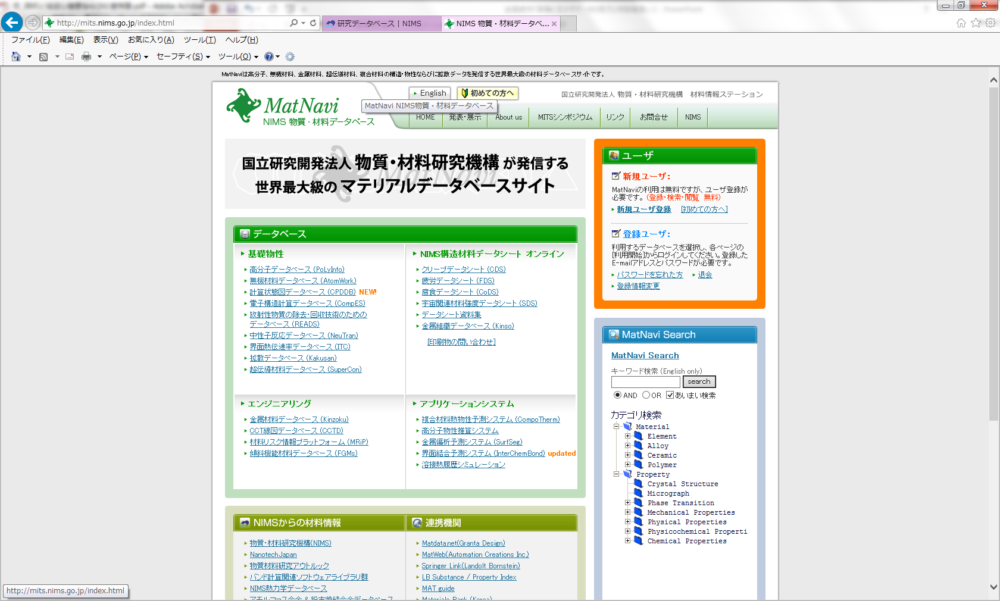 http://mits.nims.go.jp/index.html
研究データベース | NIMS
NIMS 物質・材料データベ...
ファイル(F) 編集(E) 表示(V) お気に入り(A) ツール(T) ヘルプ(H)
ページ(P) セーフティ(S) ツール(O)
MatNaviは高分子、無機材料、金属材料、超伝導材料、複合材料の構造・物性ならびに拡散データを発信する世界最大級の材料データベースサイトです。
MatNavi
NIMS 物質・材料データベース
English
初めての方へ
国立研究開発法人 物質・材料研究機構 材料情報ステーション
MatNavi NIMS物質・材料データベース
HOME 発表・展示 About us MITSシンポジウム リンク お問合せ NIMS
国立研究開発法人 物質・材料研究機構 が発信する
世界最大級の マテリアルデータベースサイト
データベース
基礎物性
高分子データベース (PoLyInfo)
無機材料データベース (AtomWork)
計算状態図データベース (CPDDB) NEW!
電子構造計算データベース (CompES)
放射性物質の除去・回収技術のための
データベース (READS)
中性子反応データベース (NeuTran)
界面熱伝達率データベース (ITC)
拡散データベース (Kakusan)
超伝導材料データベース (SuperCon)
NIMS構造材料データシート オンライン
クリープデータシート (CDS)
疲労データシート (FDS)
腐食データシート (CoDS)
宇宙関連材料強度データシート (SDS)
データシート資料集
金属組織データベース (Kinso)
[印刷物の問い合わせ]
エンジニアリング
金属材料データベース (Kinzoku)
CCT線図データベース (CCTD)
材料リスク情報プラットフォーム (MRiP)
傾斜機能材料データベース (FGMs)
アプリケーションシステム
複合材料熱物性予測システム (CompoTherm)
高分子物性推算システム
金属偏析予測システム (SurfSeg)
界面結合予測システム (InterChemBond) updated
溶接熱履歴シミュレーション
NIMSからの材料情報
物質・材料研究機構(NIMS)
NanotechJapan
物質材料研究アウトルック
バンド計算関連ソフトウェアライブラリ群
NIMS熱力学データベース
連携機関
Matdata.net(Granta Design)
MatWeb(Automation Creations Inc.)
Springer Link(Landolt Bornstein)
LB Substance / Property Index
MAT guide
ユーザ
新規ユーザ:
MatNaviの利用は無料ですが、ユーザ登録が
必要です。(登録・検索・閲覧 無料)
新規ユーザ登録 [初めての方へ]
登録ユーザ:
利用するデータベースを選択し、各ページの
[利用開始]からログインしてください。登録した
E-mailアドレスとパスワードが必要です。
パスワードを忘れた方 退会
登録情報変更
MatNavi Search
MatNavi Search
キーワード検索 (English only)
search
AND OR あいまい検索
カテゴリ検索
Material
Element
Alloy
Ceramic
Polymer
Property
Crystal Structure
Micrograph
Phase Transition
Mechanical Properties
Physical Properties
Physicochemical Properti
Chemical Properties
http://mits.nims.go.jp/index.html